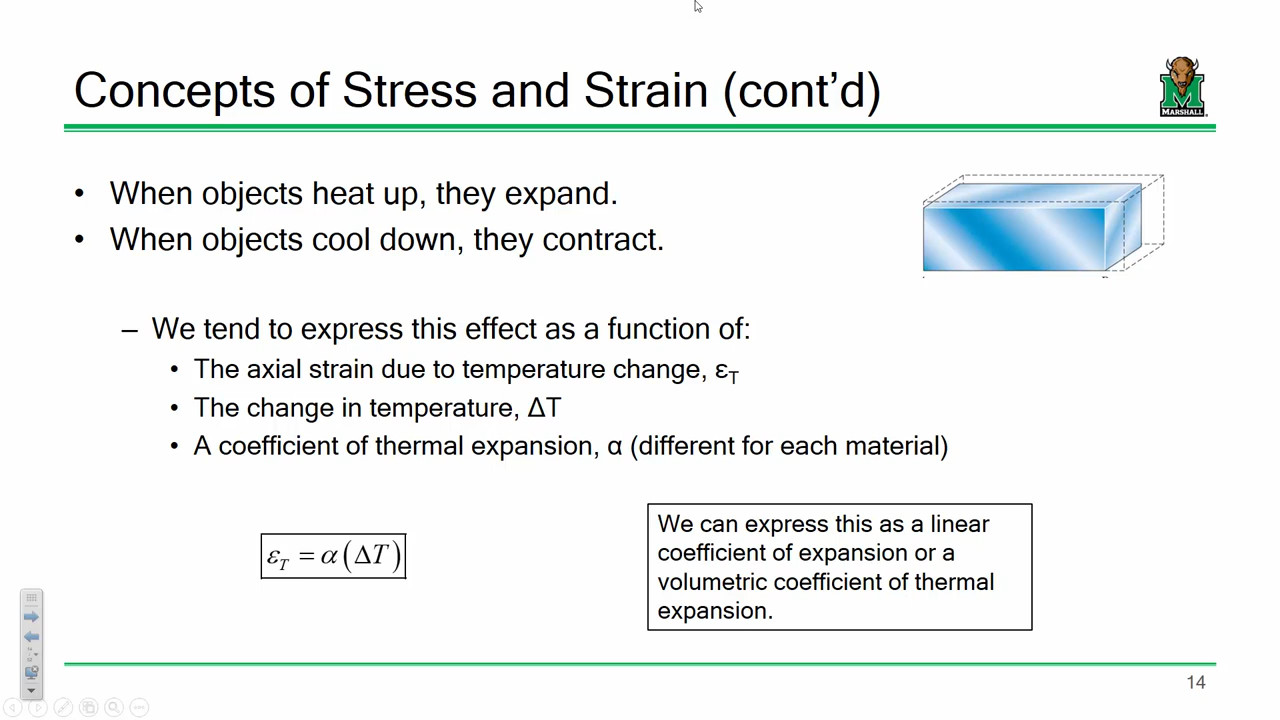 Concepts of Stress and Strain (cont’d)
MARSHALL
• When objects heat up, they expand.
• When objects cool down, they contract.
– We tend to express this effect as a function of:
• The axial strain due to temperature change, εT
• The change in temperature, ΔT
• A coefficient of thermal expansion, α (different for each material)
εT = α(ΔT)
We can express this as a linear
coefficient of expansion or a
volumetric coefficient of thermal
expansion.
14